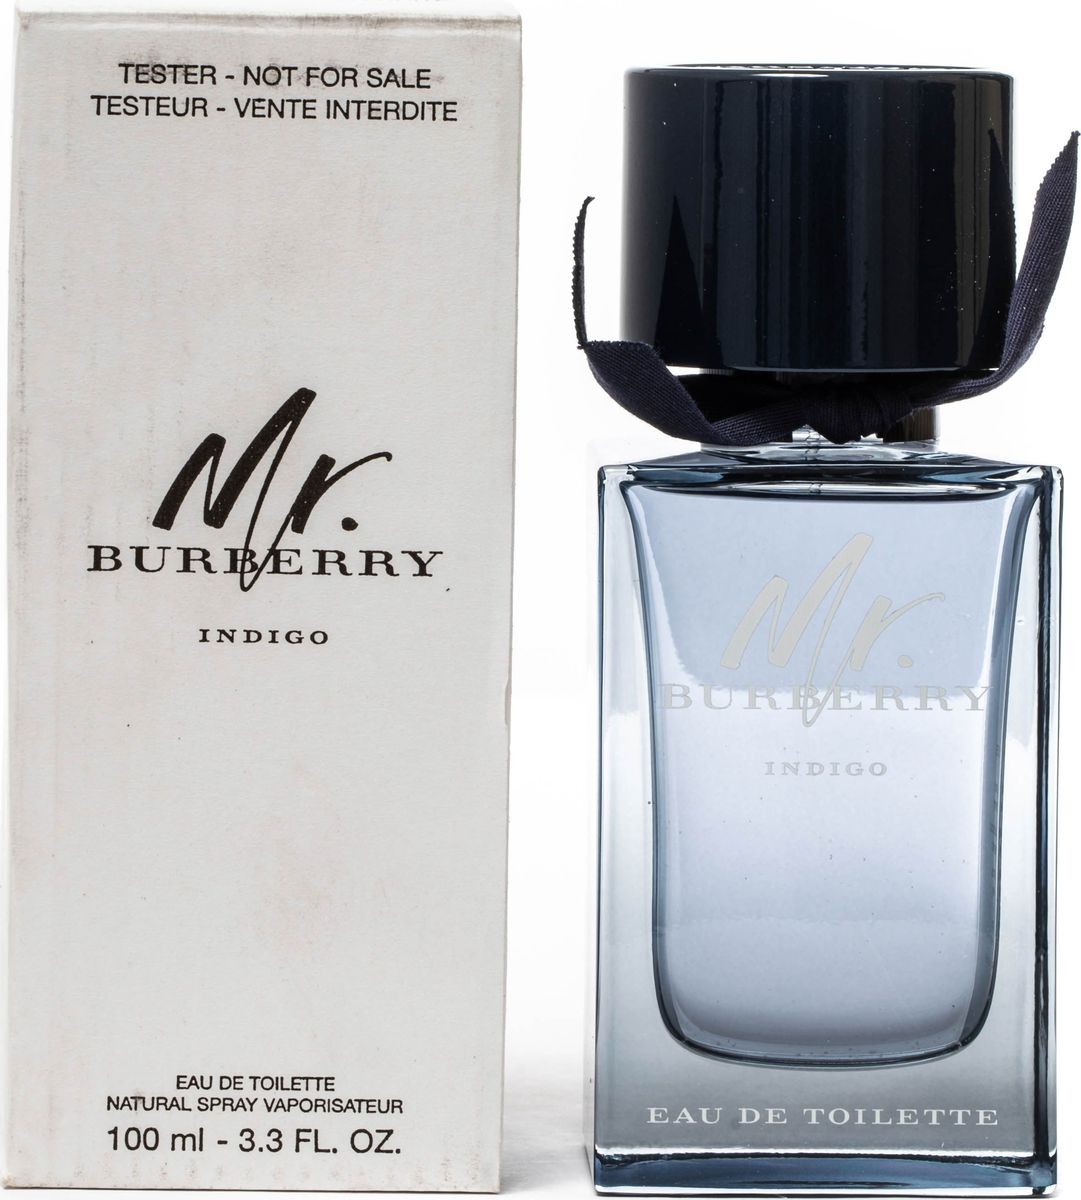 TESTER - NOT FOR SALE
TESTEUR - VENTE INTERDITE
Mr.
BURBERRY
INDIGO
EAU DE TOILETTE
NATURAL SPRAY VAPORISATEUR
100 ml - 3.3 FL. OZ.
Mr.
BURBERRY
INDIGO
EAU DE TOILETTE